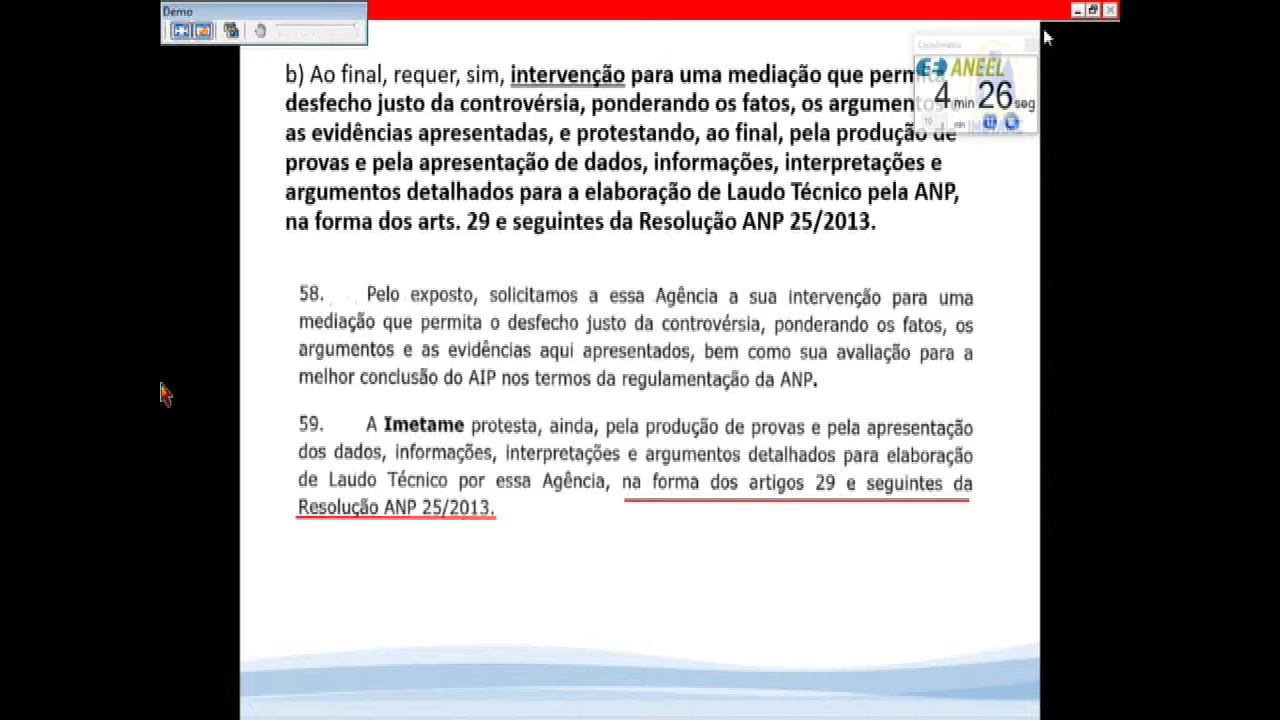 Demo
Cronômetro
ANEEL
4 min 26 seg
10 min
b) Ao final, requer, sim, intervenção para uma mediação que permita
desfecho justo da controvérsia, ponderando os fatos, os argumentos e
as evidências apresentadas, e protestando, ao final, pela produção de
provas e pela apresentação de dados, informações, interpretações e
argumentos detalhados para a elaboração de Laudo Técnico pela ANP,
na forma dos arts. 29 e seguintes da Resolução ANP 25/2013.
58. Pelo exposto, solicitamos a essa Agência a sua intervenção para uma
mediação que permita o desfecho justo da controvérsia, ponderando os fatos, os
argumentos e as evidências aqui apresentados, bem como sua avaliação para a
melhor conclusão do AIP nos termos da regulamentação da ANP.
59. A Imetame protesta, ainda, pela produção de provas e pela apresentação
dos dados, informações, interpretações e argumentos detalhados para elaboração
de Laudo Técnico por essa Agência, na forma dos artigos 29 e seguintes da
Resolução ANP 25/2013.